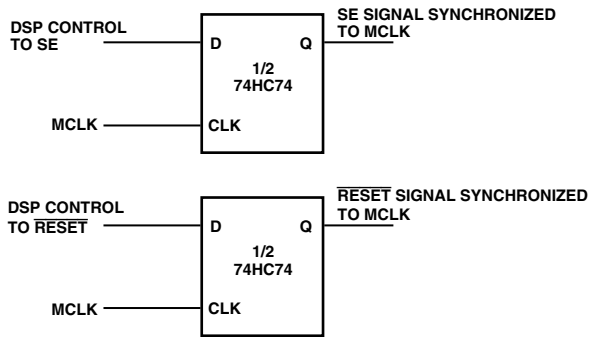 DSP CONTROL
TO SE
SE SIGNAL SYNCHRONIZED
TO MCLK
D
Q
1/2
74HC74
MCLK
CLK
DSP CONTROL
TO RESET
RESET SIGNAL SYNCHRONIZED
TO MCLK
D
Q
1/2
74HC74
MCLK
CLK